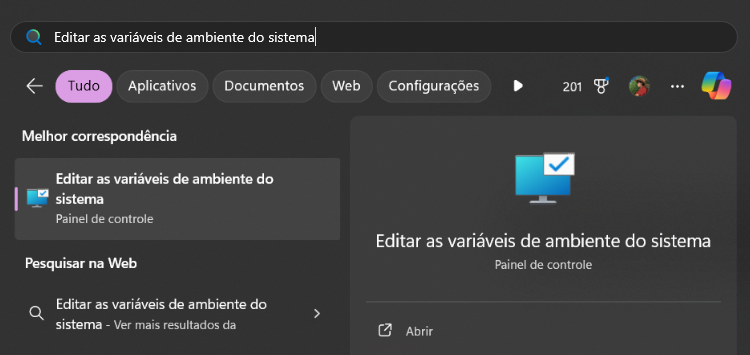 Editar as variáveis de ambiente do sistema
Tudo
Aplicativos
Documentos
Web
Configurações
201
Melhor correspondência
Editar as variáveis de ambiente do
sistema
Painel de controle
Pesquisar na Web
Editar as variáveis de ambiente do
sistema - Ver mais resultados da
Editar as variáveis de ambiente do sistema
Painel de controle
Abrir